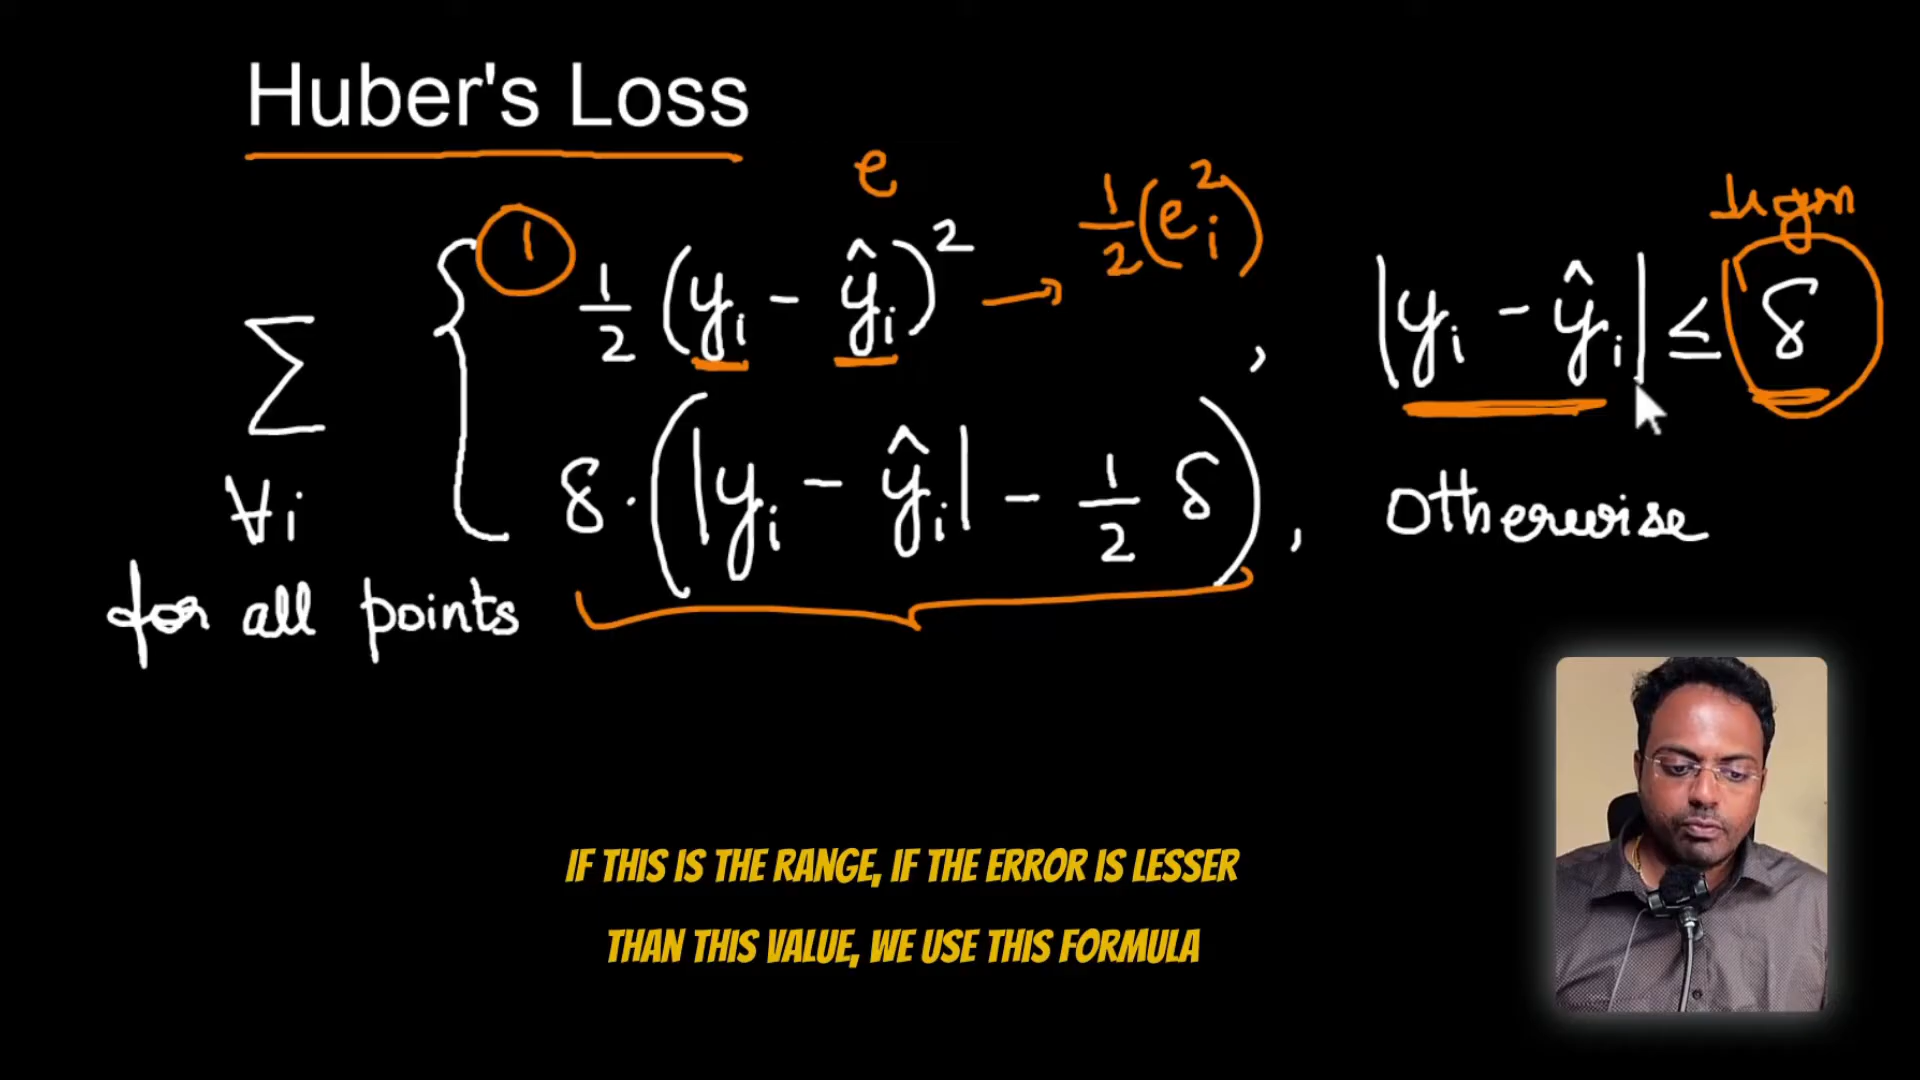 Huber's Loss
e
1/2 (e_i^2)
①
1/2 (y_i - ŷ_i)^2 → , |y_i - ŷ_i| ≤ δ
Σ
∀i
δ · (|y_i - ŷ_i| - 1/2 δ), otherwise
for all points
IF THIS IS THE RANGE, IF THE ERROR IS LESSER
THAN THIS VALUE, WE USE THIS FORMULA